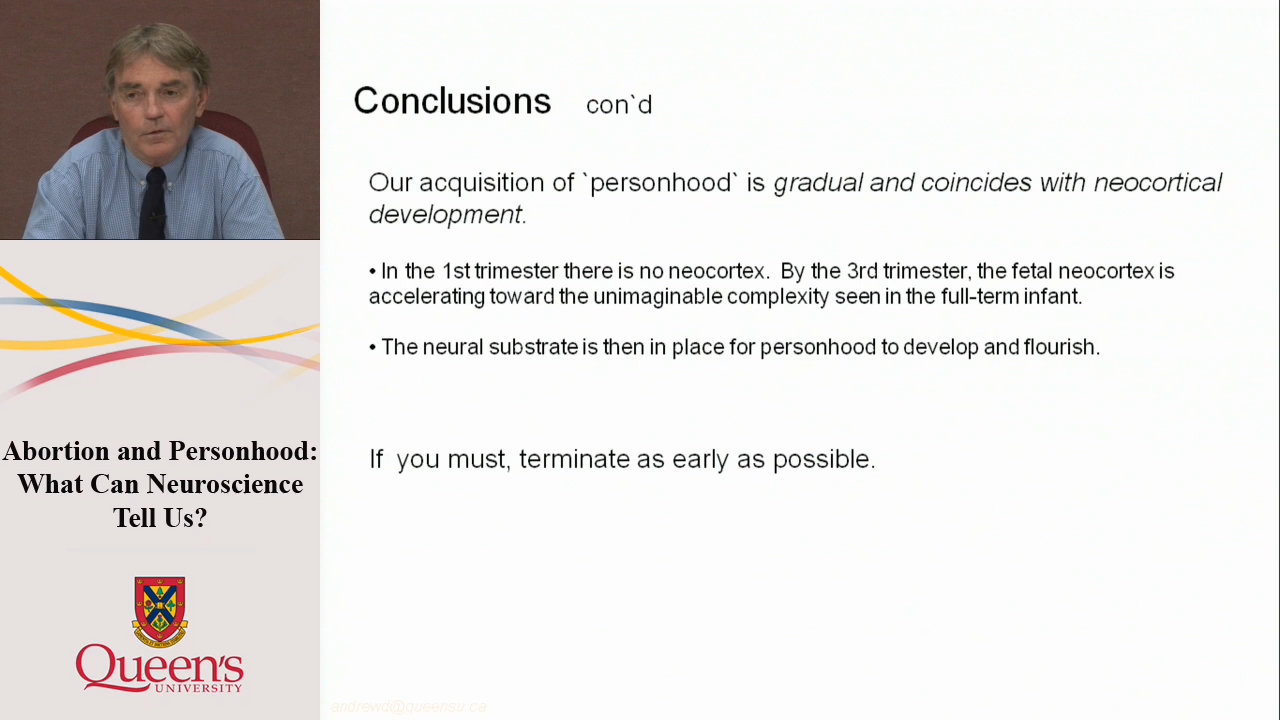 Conclusions con`d
Our acquisition of `personhood` is gradual and coincides with neocortical
development.
• In the 1st trimester there is no neocortex. By the 3rd trimester, the fetal neocortex is
accelerating toward the unimaginable complexity seen in the full-term infant.
• The neural substrate is then in place for personhood to develop and flourish.
If you must, terminate as early as possible.
Abortion and Personhood:
What Can Neuroscience
Tell Us?
Queen's
UNIVERSITY
andrewd@queensu.ca